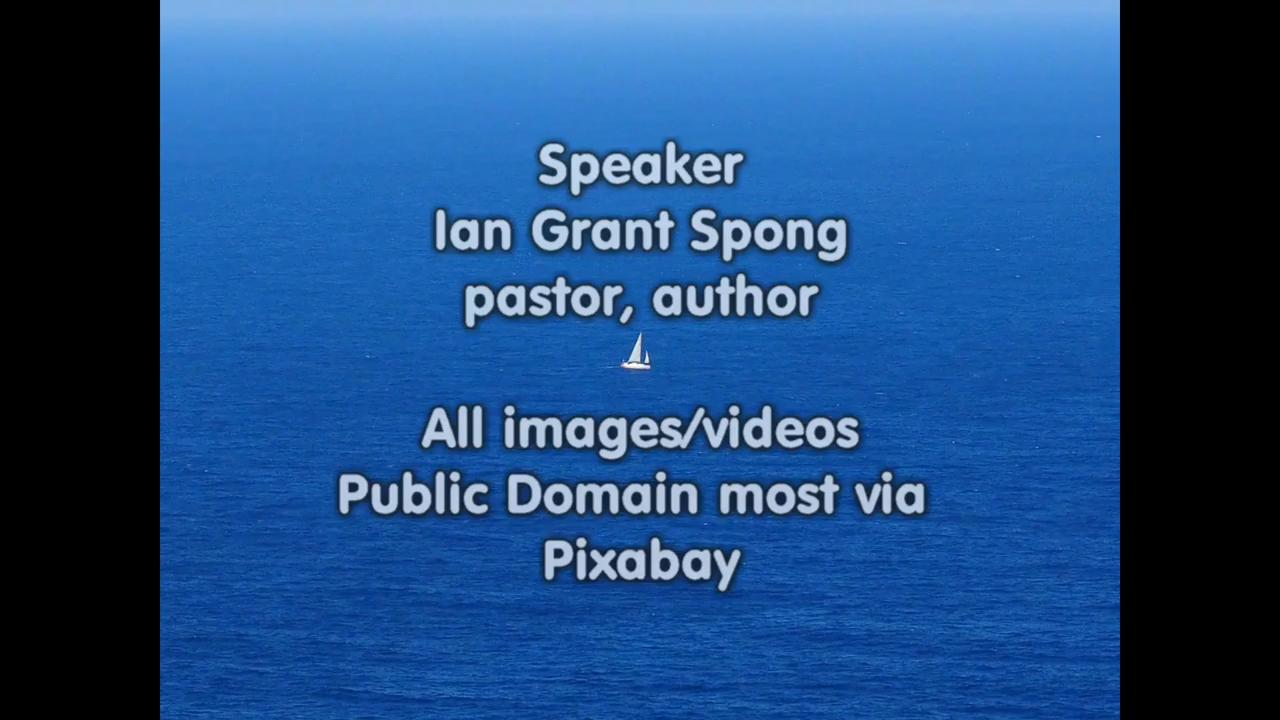 Speaker
Ian Grant Spong
pastor, author
All images/videos
Public Domain most via
Pixabay